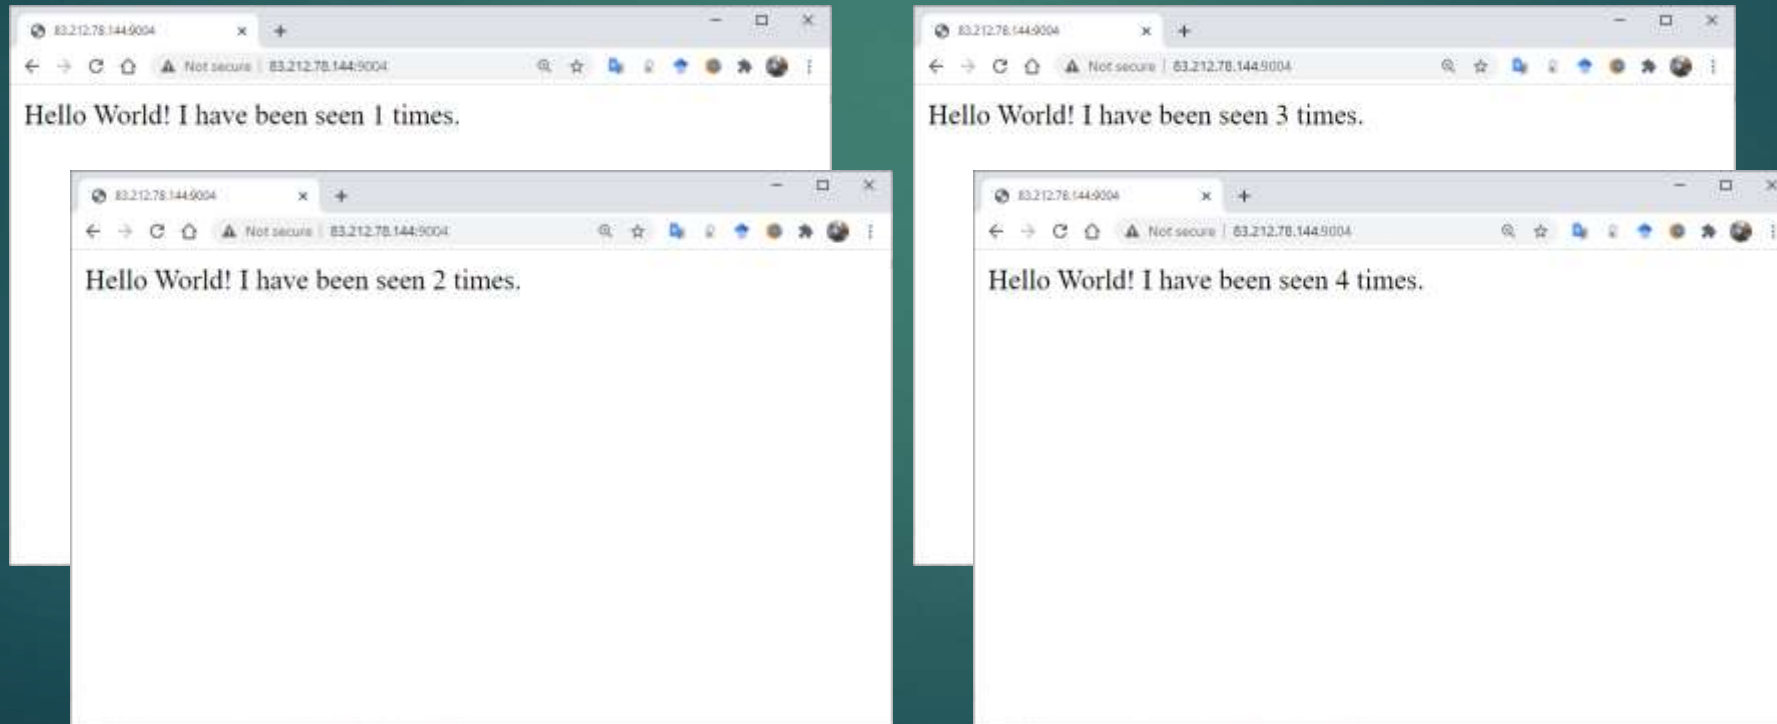 83.212.78.144:9004
Not secure | 83.212.78.144:9004
Hello World! I have been seen 1 times.
83.212.78.144:9004
Not secure | 83.212.78.144:9004
Hello World! I have been seen 2 times.
83.212.78.144:9004
Not secure | 83.212.78.144:9004
Hello World! I have been seen 3 times.
83.212.78.144:9004
Not secure | 83.212.78.144:9004
Hello World! I have been seen 4 times.